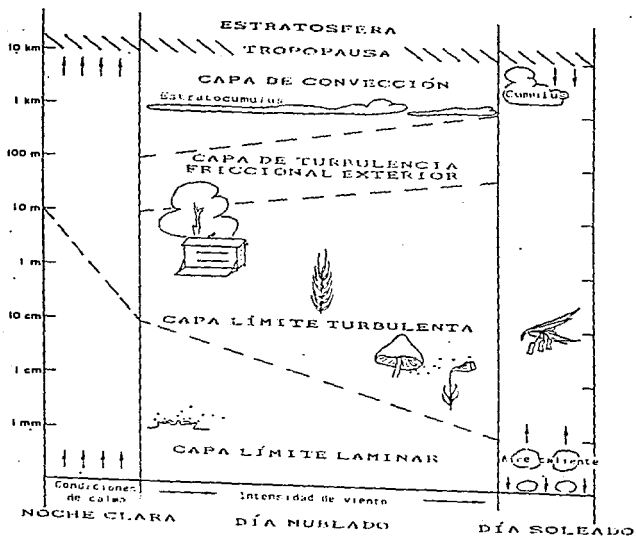 ESTRATOSFERA
10 km
TROPOPAUSA
CAPA DE CONVECCIÓN
1 km
Estratocumulus
Cumulus
100 m
CAPA DE TURBULENCIA
FRICCIONAL EXTERIOR
10 m
1 m
10 cm
CAPA LÍMITE TURBULENTA
1 cm
1 mm
CAPA LÍMITE LAMINAR
Aire caliente
Condiciones
de calma
Intensidad de viento
NOCHE CLARA
DÍA NUBLADO
DÍA SOLEADO